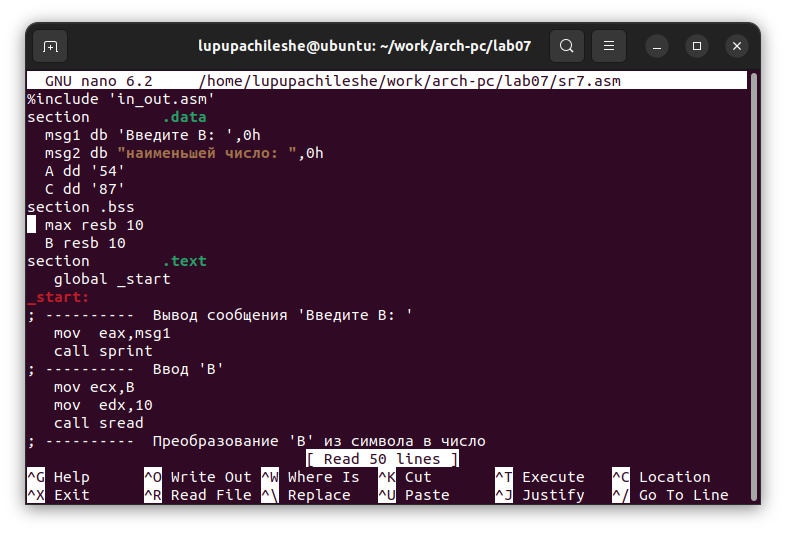 lupupachileshe@ubuntu: ~/work/arch-pc/lab07
GNU nano 6.2 /home/lupupachileshe/work/arch-pc/lab07/sr7.asm
%include 'in_out.asm'
section .data
msg1 db 'Введите В: ',0h
msg2 db "наименьшей число: ",0h
A dd '54'
C dd '87'
section .bss
max resb 10
B resb 10
section .text
global _start
_start:
; ---------- Вывод сообщения 'Введите В: '
mov eax,msg1
call sprint
; ---------- Ввод 'В'
mov ecx,B
mov edx,10
call sread
; ---------- Преобразование 'В' из символа в число
[ Read 50 lines ]
^G Help ^O Write Out ^W Where Is ^K Cut ^T Execute ^C Location
^X Exit ^R Read File ^\ Replace ^U Paste ^J Justify ^/ Go To Line